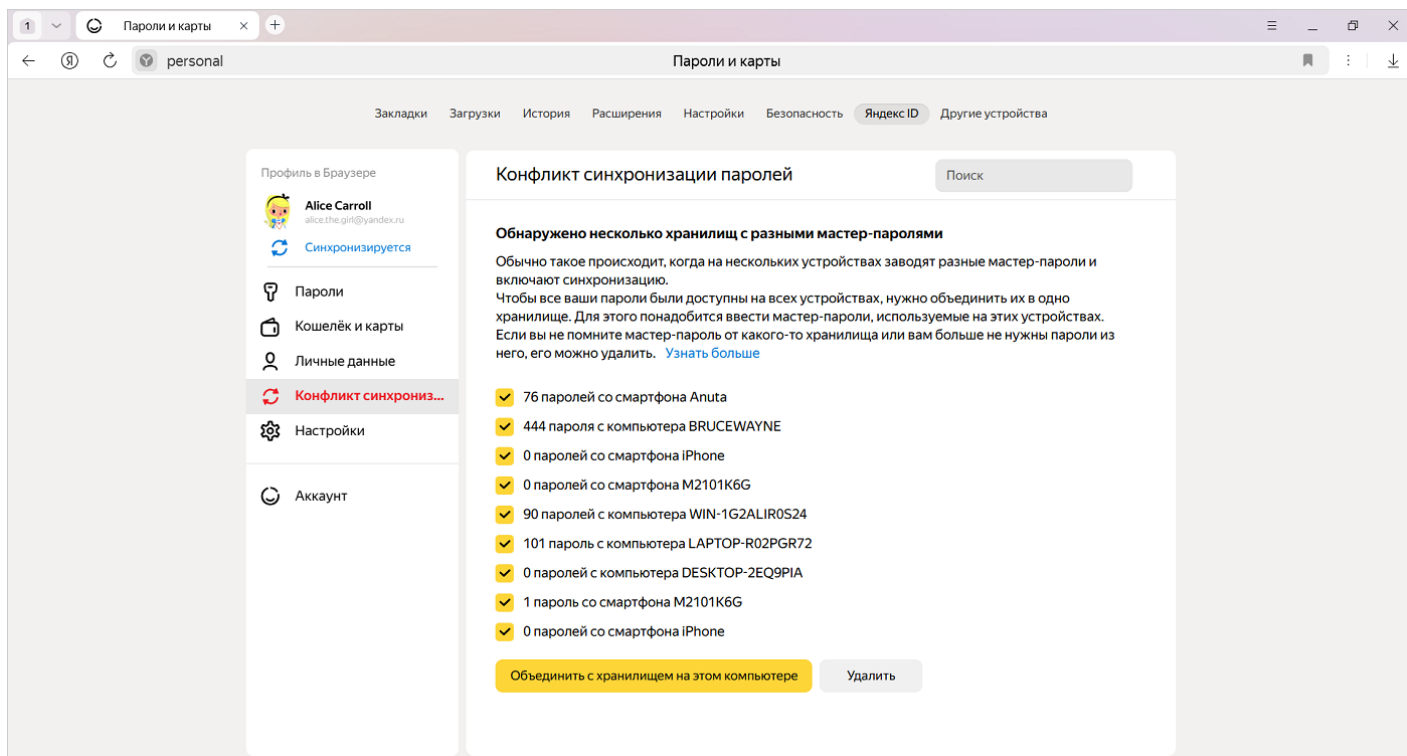 1
Пароли и карты
personal
Пароли и карты
Закладки Загрузки История Расширения Настройки Безопасность Яндекс ID Другие устройства
Профиль в Браузере
Alice Carroll
alice.the.girl@yandex.ru
Синхронизируется
Пароли
Кошелёк и карты
Личные данные
Конфликт синхрониз...
Настройки
Аккаунт
Конфликт синхронизации паролей
Поиск
Обнаружено несколько хранилищ с разными мастер-паролями
Обычно такое происходит, когда на нескольких устройствах заводят разные мастер-пароли и
включают синхронизацию.
Чтобы все ваши пароли были доступны на всех устройствах, нужно объединить их в одно
хранилище. Для этого понадобится ввести мастер-пароли, используемые на этих устройствах.
Если вы не помните мастер-пароль от какого-то хранилища или вам больше не нужны пароли из
него, его можно удалить. Узнать больше
76 паролей со смартфона Anuta
444 пароля с компьютера BRUCEWAYNE
0 паролей со смартфона iPhone
0 паролей со смартфона M2101K6G
90 паролей с компьютера WIN-1G2ALIR0S24
101 пароль с компьютера LAPTOP-R02PGR72
0 паролей с компьютера DESKTOP-2EQ9PIA
1 пароль со смартфона M2101K6G
0 паролей со смартфона iPhone
Объединить с хранилищем на этом компьютере
Удалить